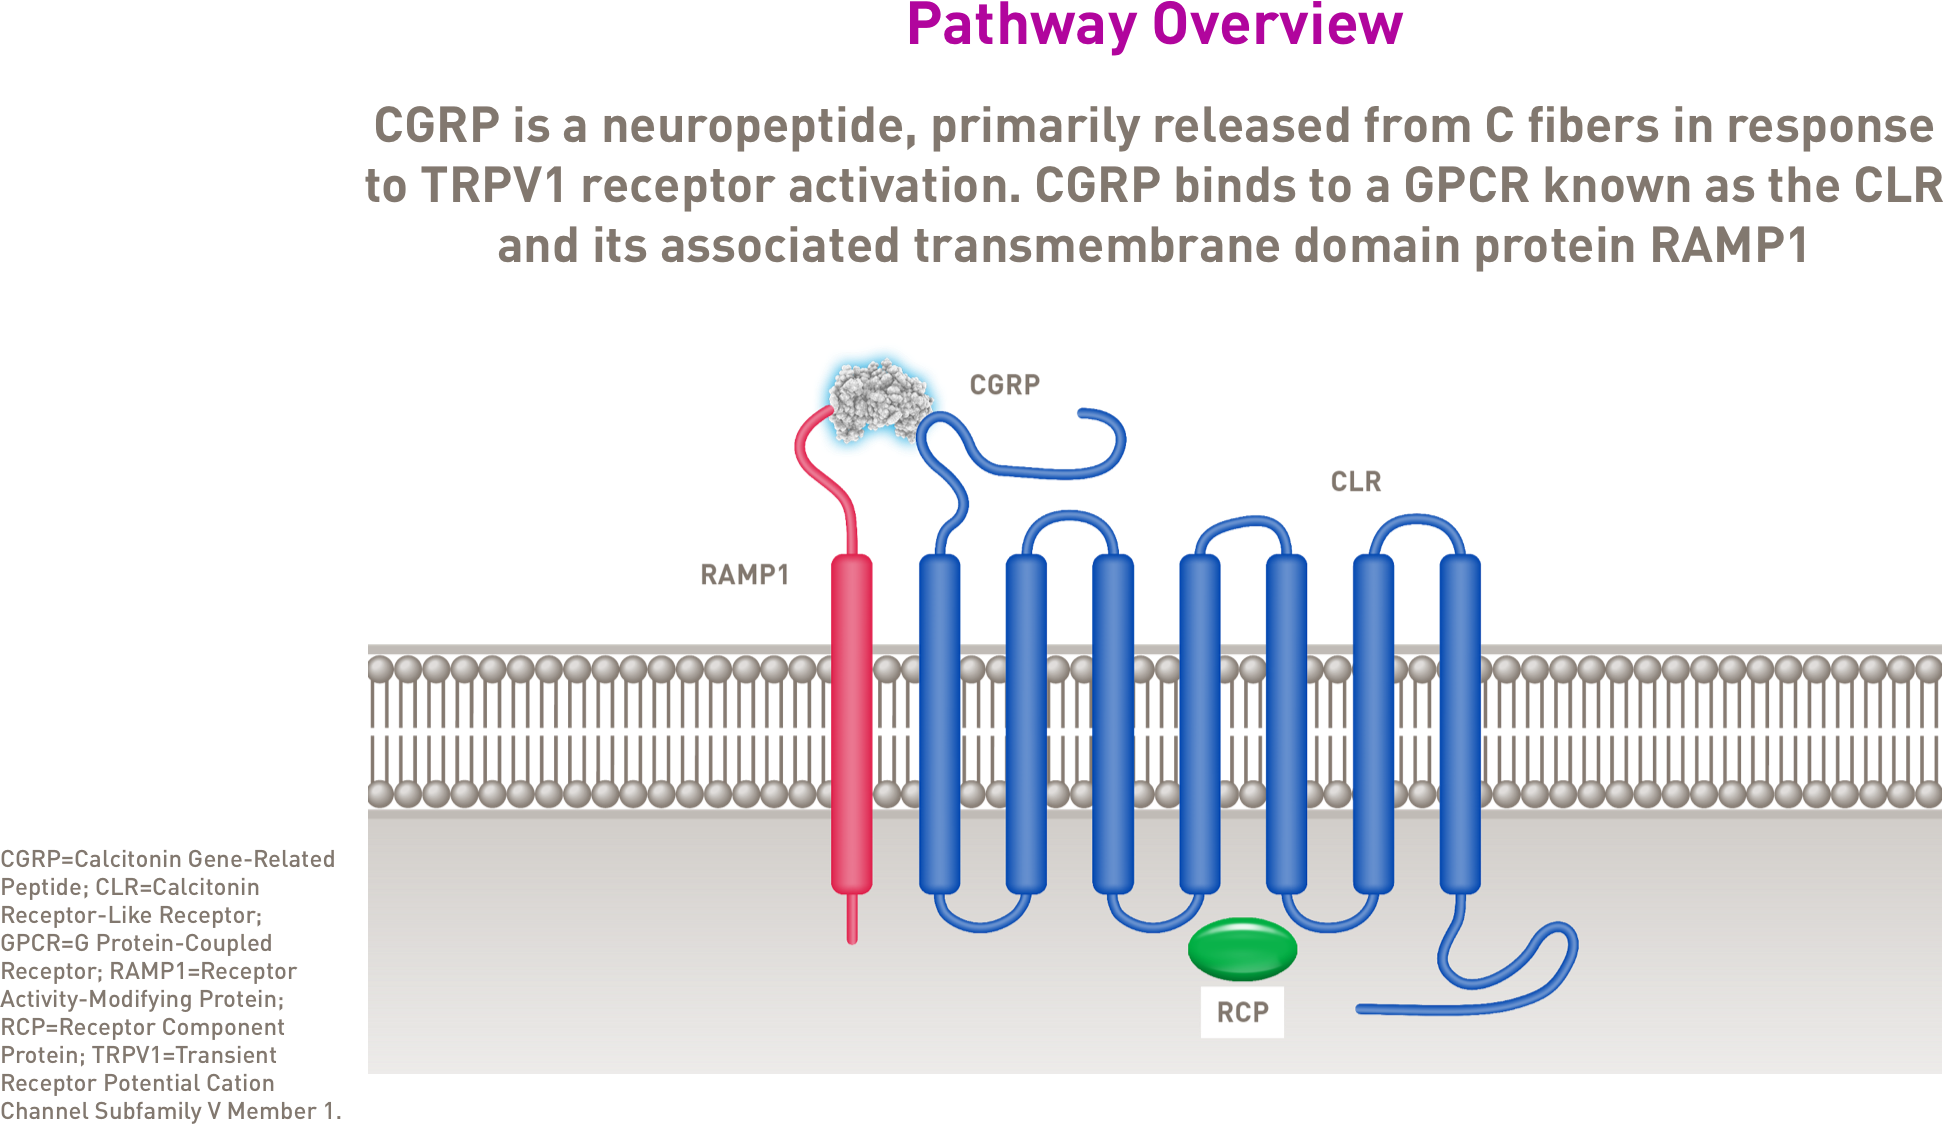 Pathway Overview
CGRP is a neuropeptide, primarily released from C fibers in response
to TRPV1 receptor activation. CGRP binds to a GPCR known as the CLR
and its associated transmembrane domain protein RAMP1
CGRP
CLR
RAMP1
RCP
CGRP=Calcitonin Gene-Related
Peptide; CLR=Calcitonin
Receptor-Like Receptor;
GPCR=G Protein-Coupled
Receptor; RAMP1=Receptor
Activity-Modifying Protein;
RCP=Receptor Component
Protein; TRPV1=Transient
Receptor Potential Cation
Channel Subfamily V Member 1.